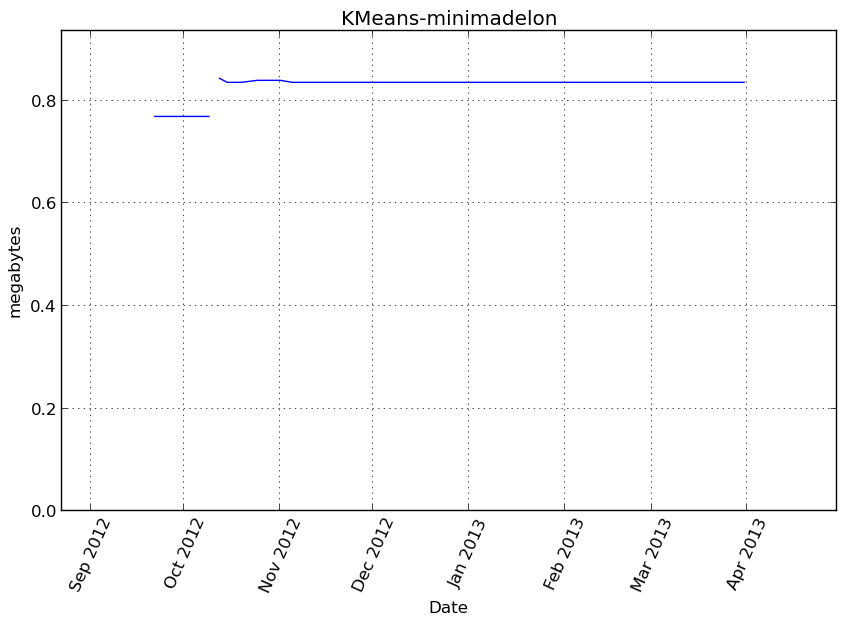 KMeans-minimadelon
megabytes
0.8
0.6
0.4
0.2
0.0
Sep 2012
Oct 2012
Nov 2012
Dec 2012
Jan 2013
Feb 2013
Mar 2013
Apr 2013
Date